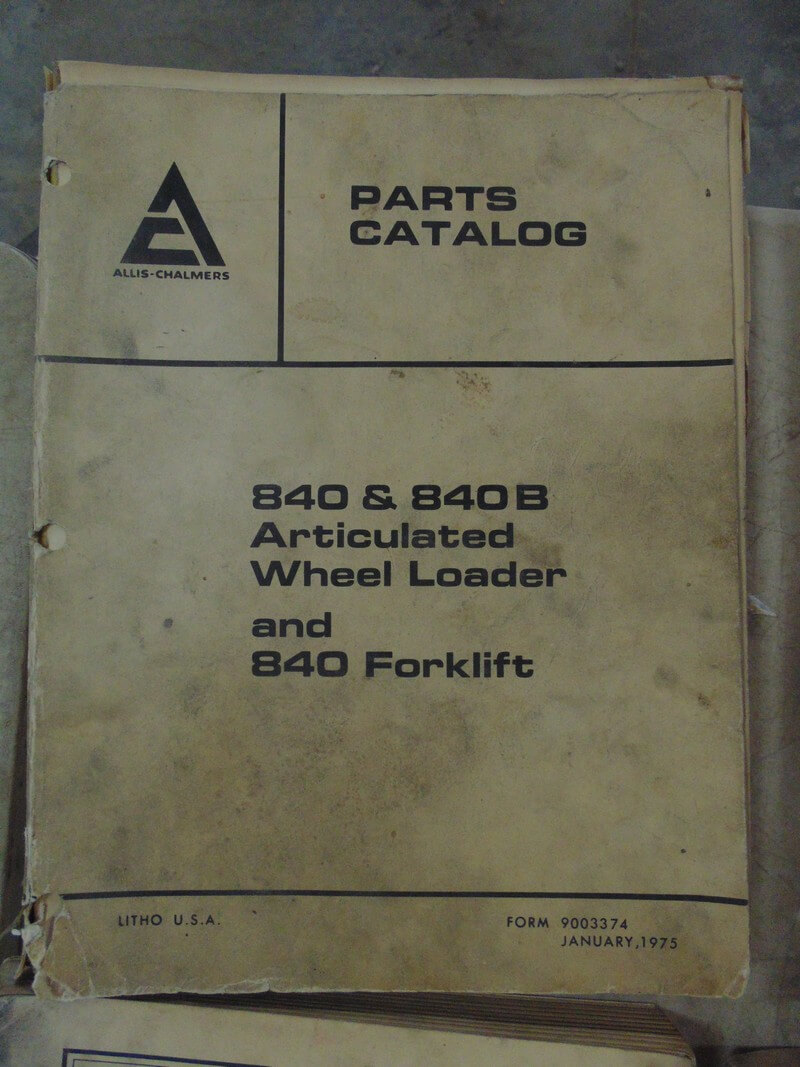 ALLIS-CHALMERS
PARTS
CATALOG
840 & 840B
Articulated
Wheel Loader
and
840 Forklift
LITHO U.S.A.
FORM 9003374
JANUARY,1975